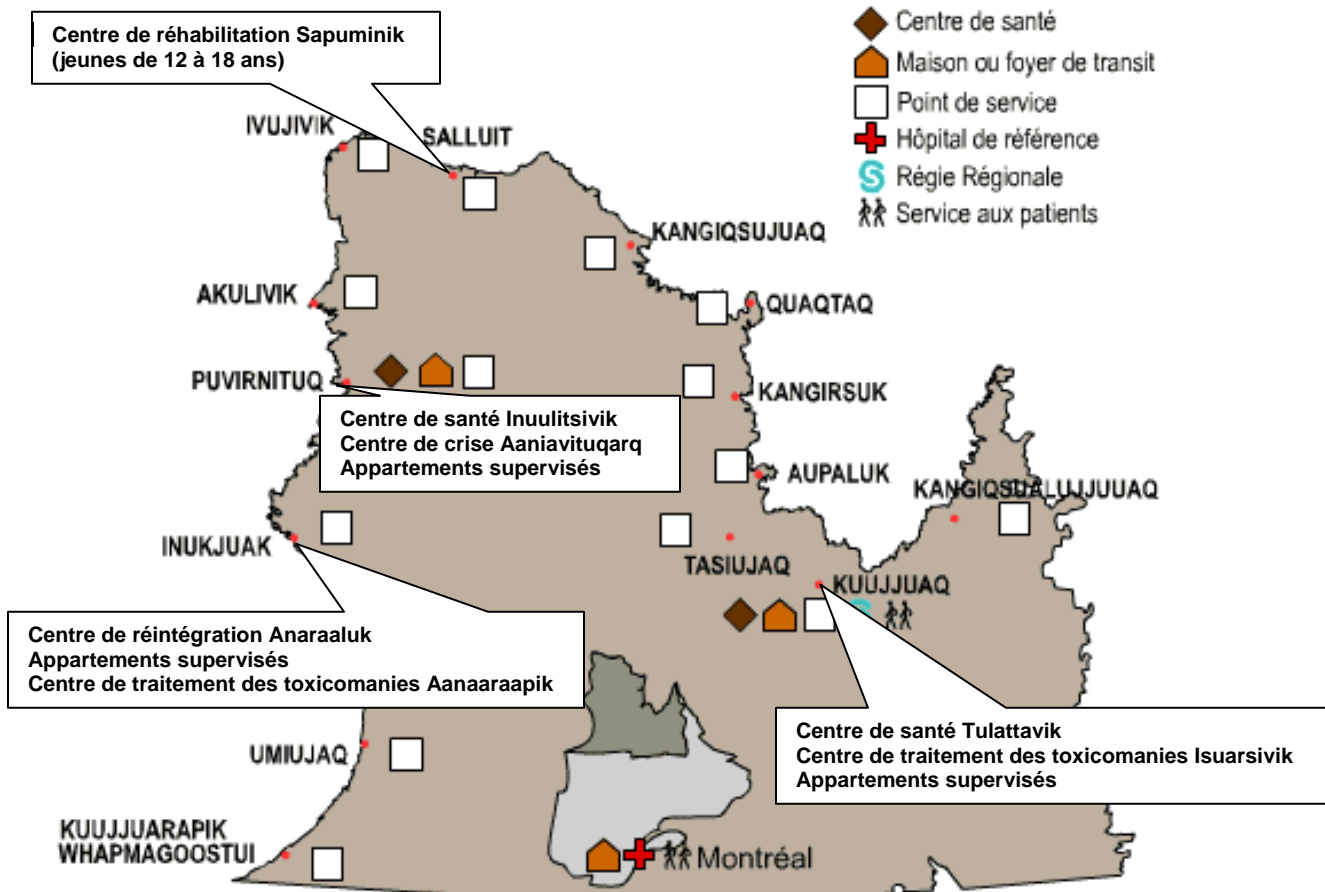 Centre de réhabilitation Sapuminik
(jeunes de 12 à 18 ans)
Centre de santé
Maison ou foyer de transit
Point de service
Hôpital de référence
S Régie Régionale
Service aux patients
IVUJIVIK
SALLUIT
KANGIQSUJUAQ
AKULIVIK
QUAQTAQ
PUVIRNITUQ
KANGIRSUK
Centre de santé Inuulitsivik
Centre de crise Aaniavituqarq
Appartements supervisés
AUPALUK
KANGIQSUALUJJUUAQ
INUKJUAK
TASIUJAQ
KUUJJUAQ
S
Centre de réintégration Anaraaluk
Appartements supervisés
Centre de traitement des toxicomanies Aanaaraapik
Centre de santé Tulattavik
Centre de traitement des toxicomanies Isuarsivik
Appartements supervisés
UMIUJAQ
KUUJJUARAPIK
WHAPMAGOOSTUI
Montréal